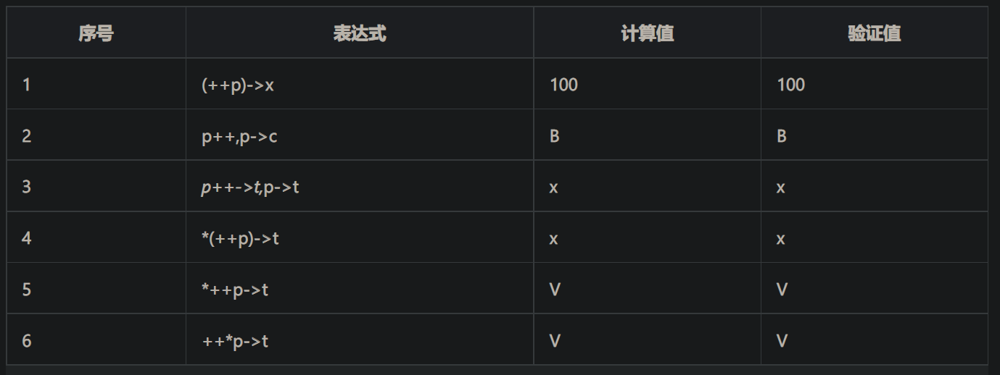 序号 表达式 计算值 验证值
1 (++p)->x 100 100
2 p++,p->c B B
3 p++->t,p->t x x
4 *(++p)->t x x
5 *++p->t V V
6 ++*p->t V V